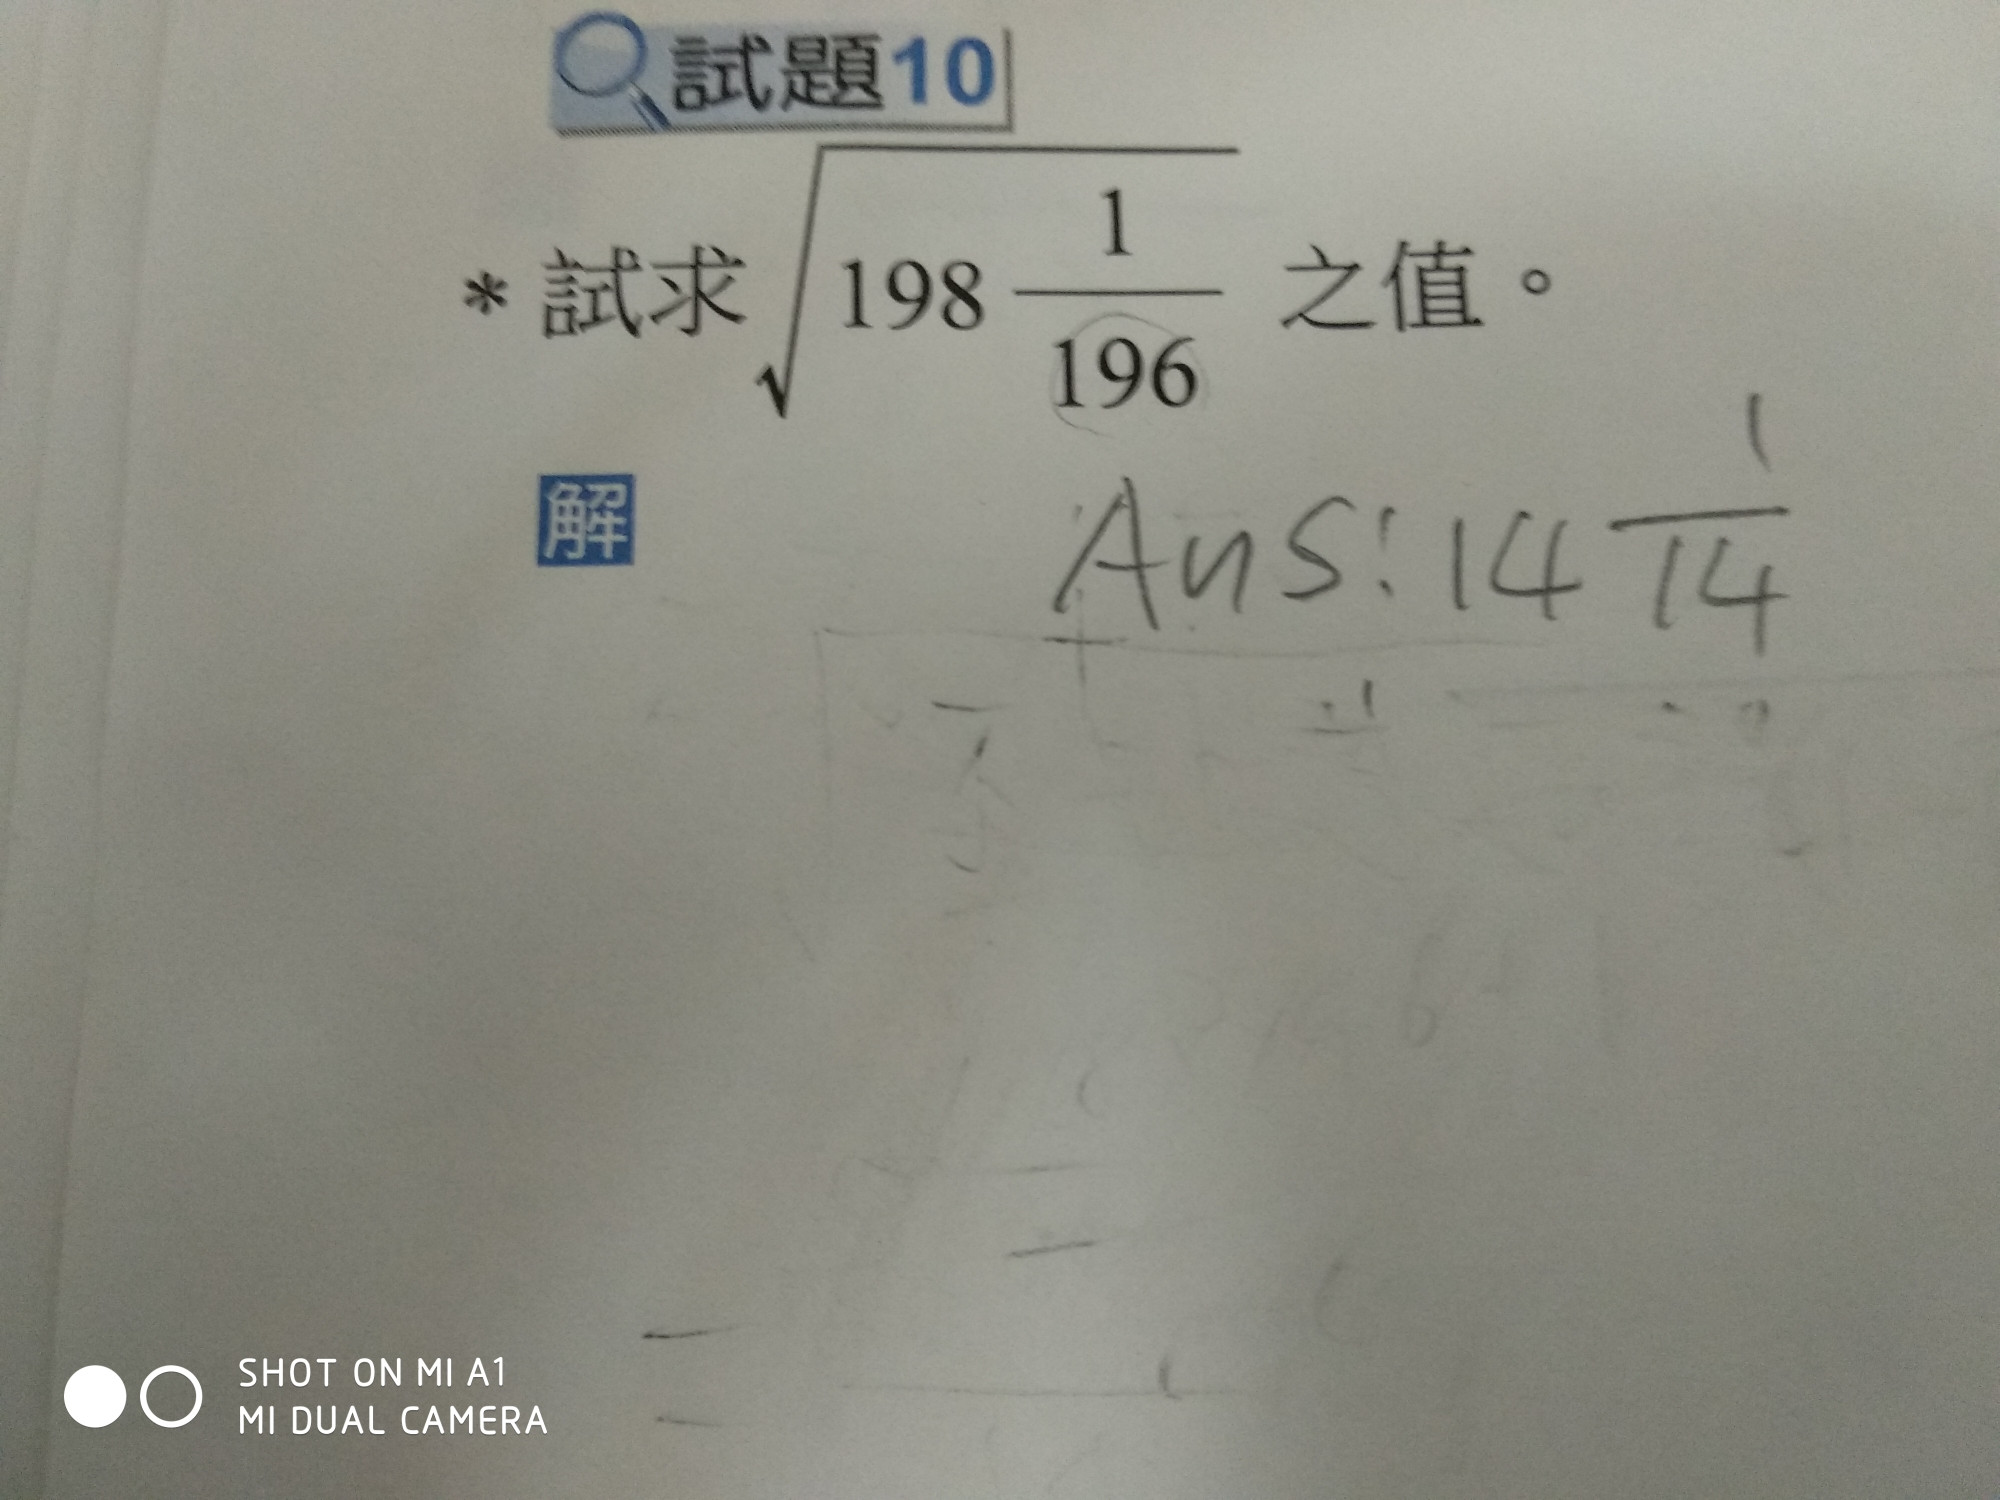 試題10
* 試求 √(198 1/196) 之值。
解
Ans: 14 1/14
SHOT ON MI A1
MI DUAL CAMERA